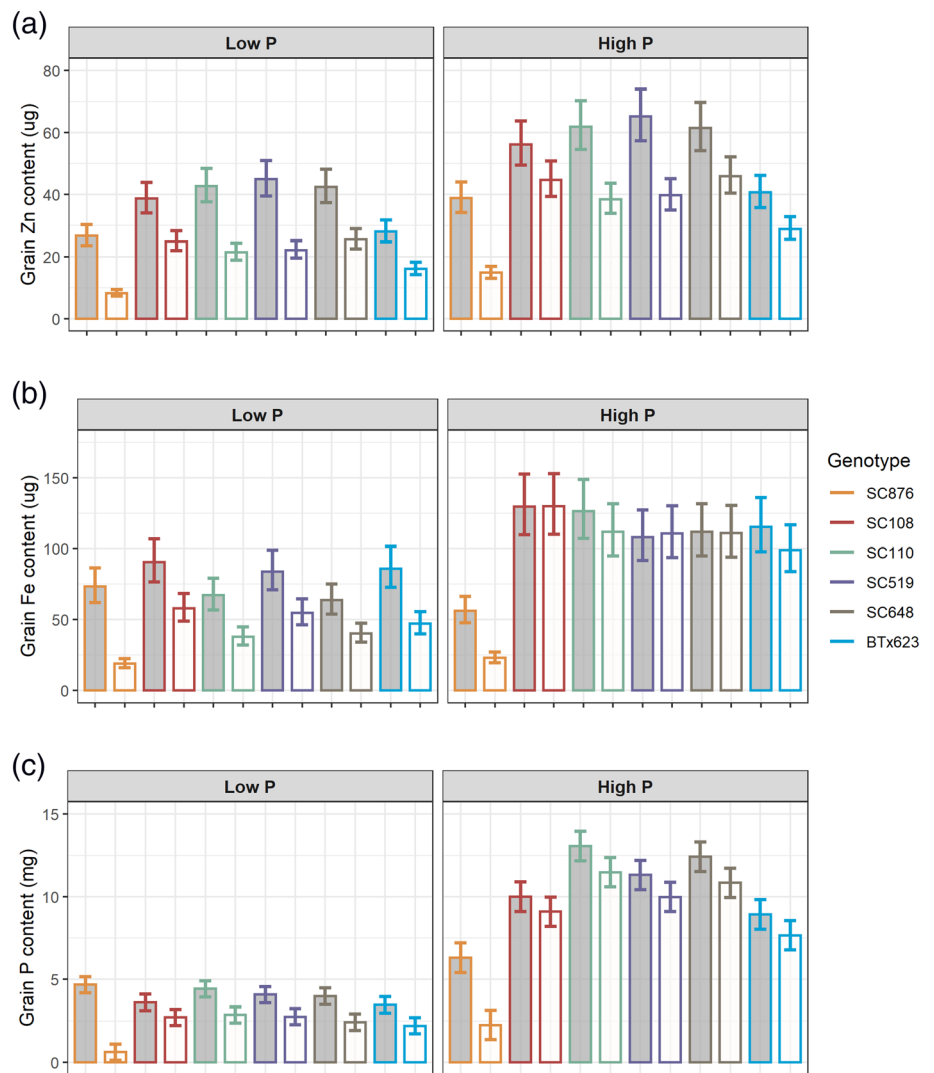 (a)
Low P
High P
Grain Zn content (ug)
80
60
40
20
0
(b)
Low P
High P
Grain Fe content (ug)
150
100
50
0
Genotype
SC876
SC108
SC110
SC519
SC648
BTx623
(c)
Low P
High P
Grain P content (mg)
15
10
5
0